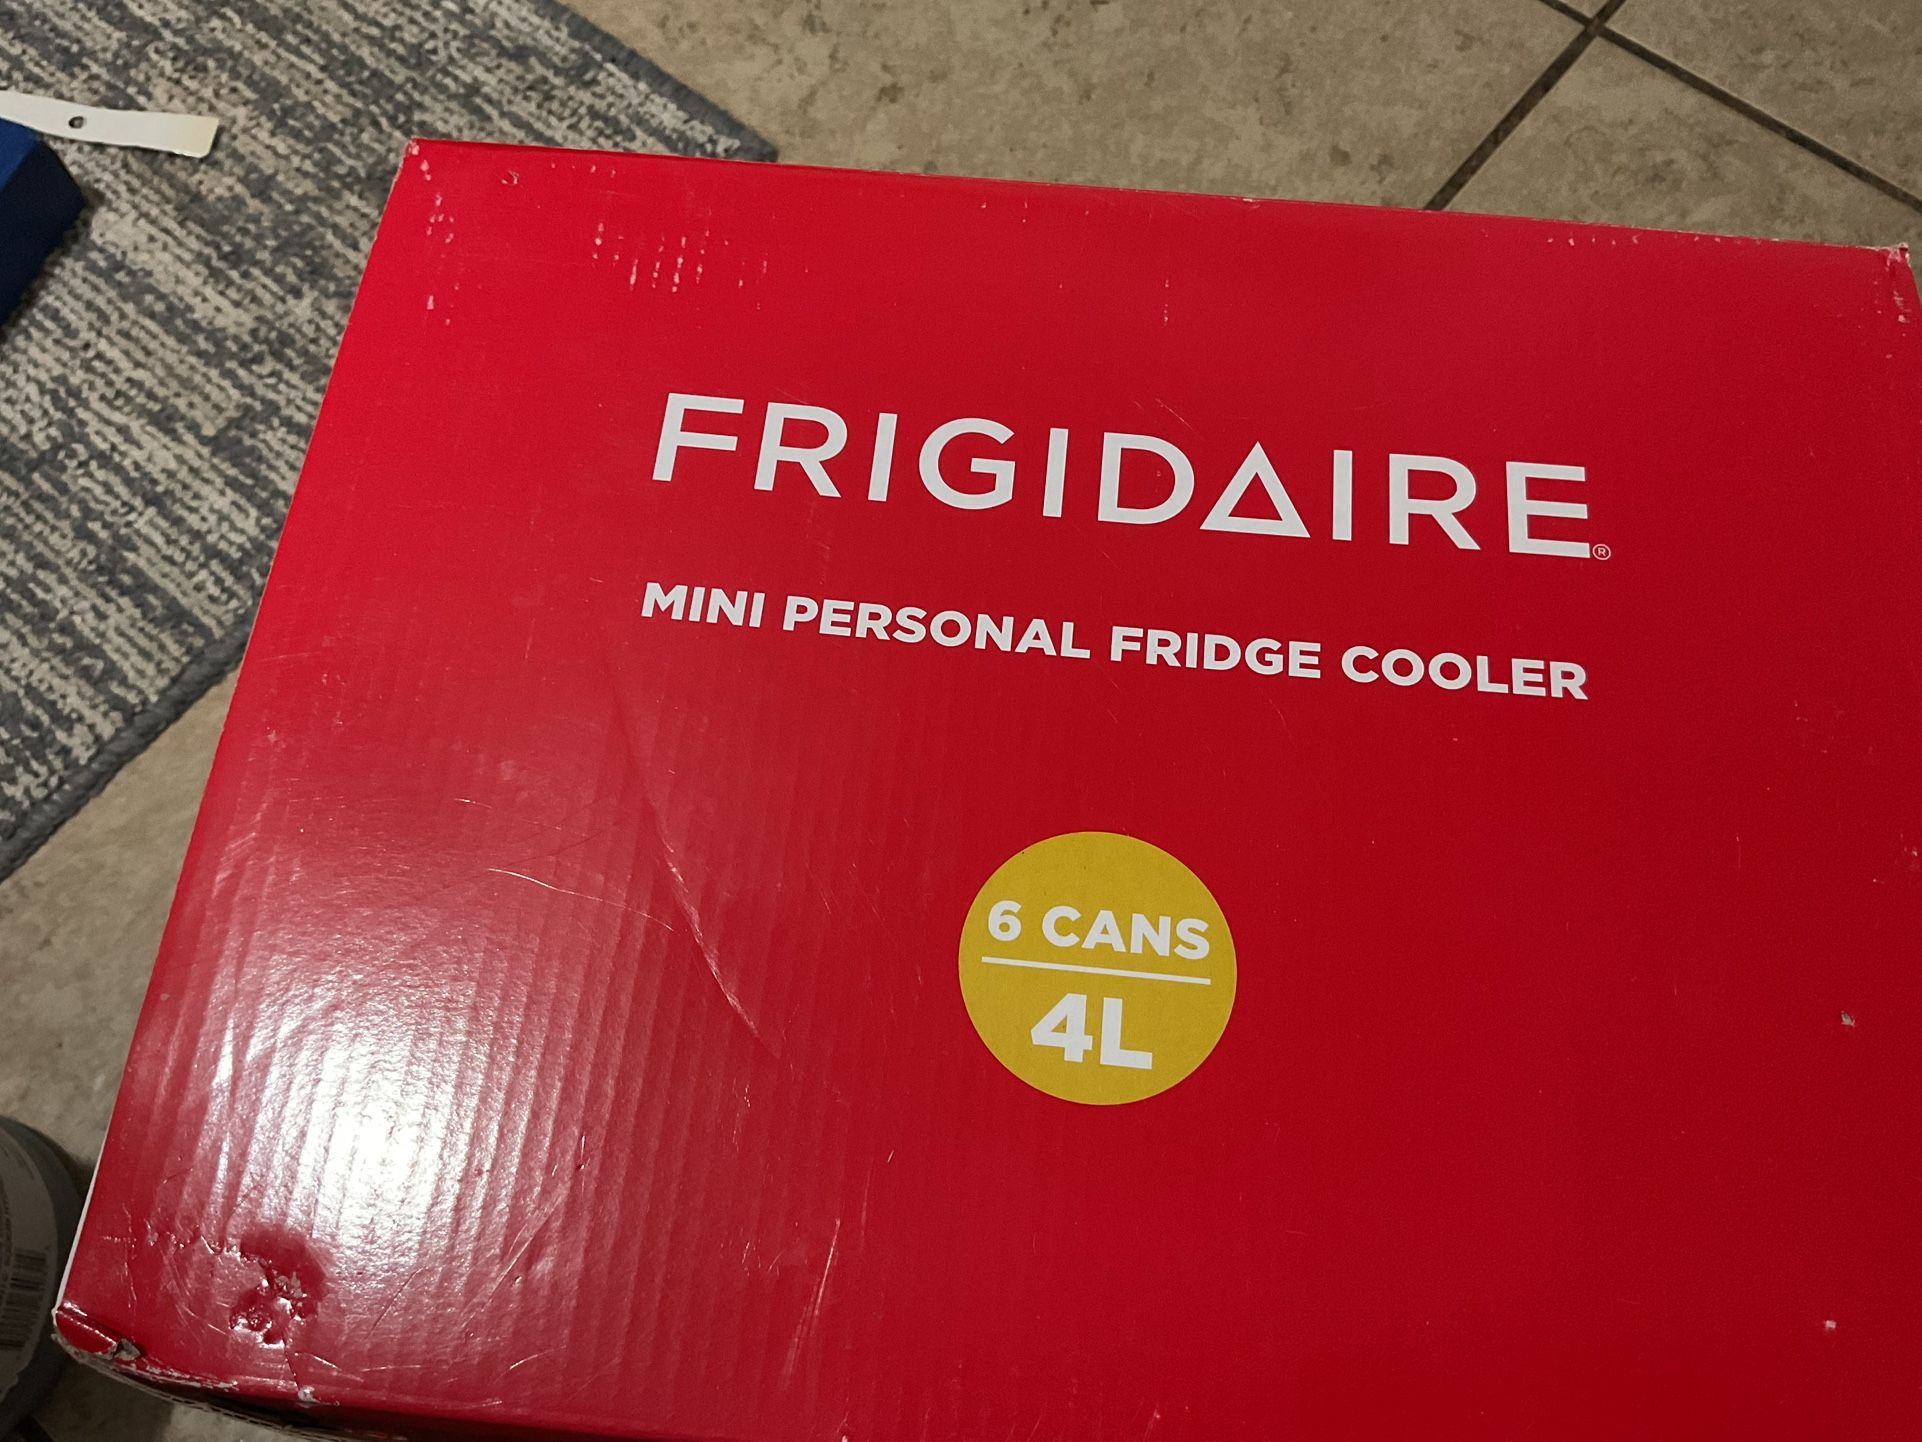 FRIGIDAIRE®
MINI PERSONAL FRIDGE COOLER
6 CANS
4L